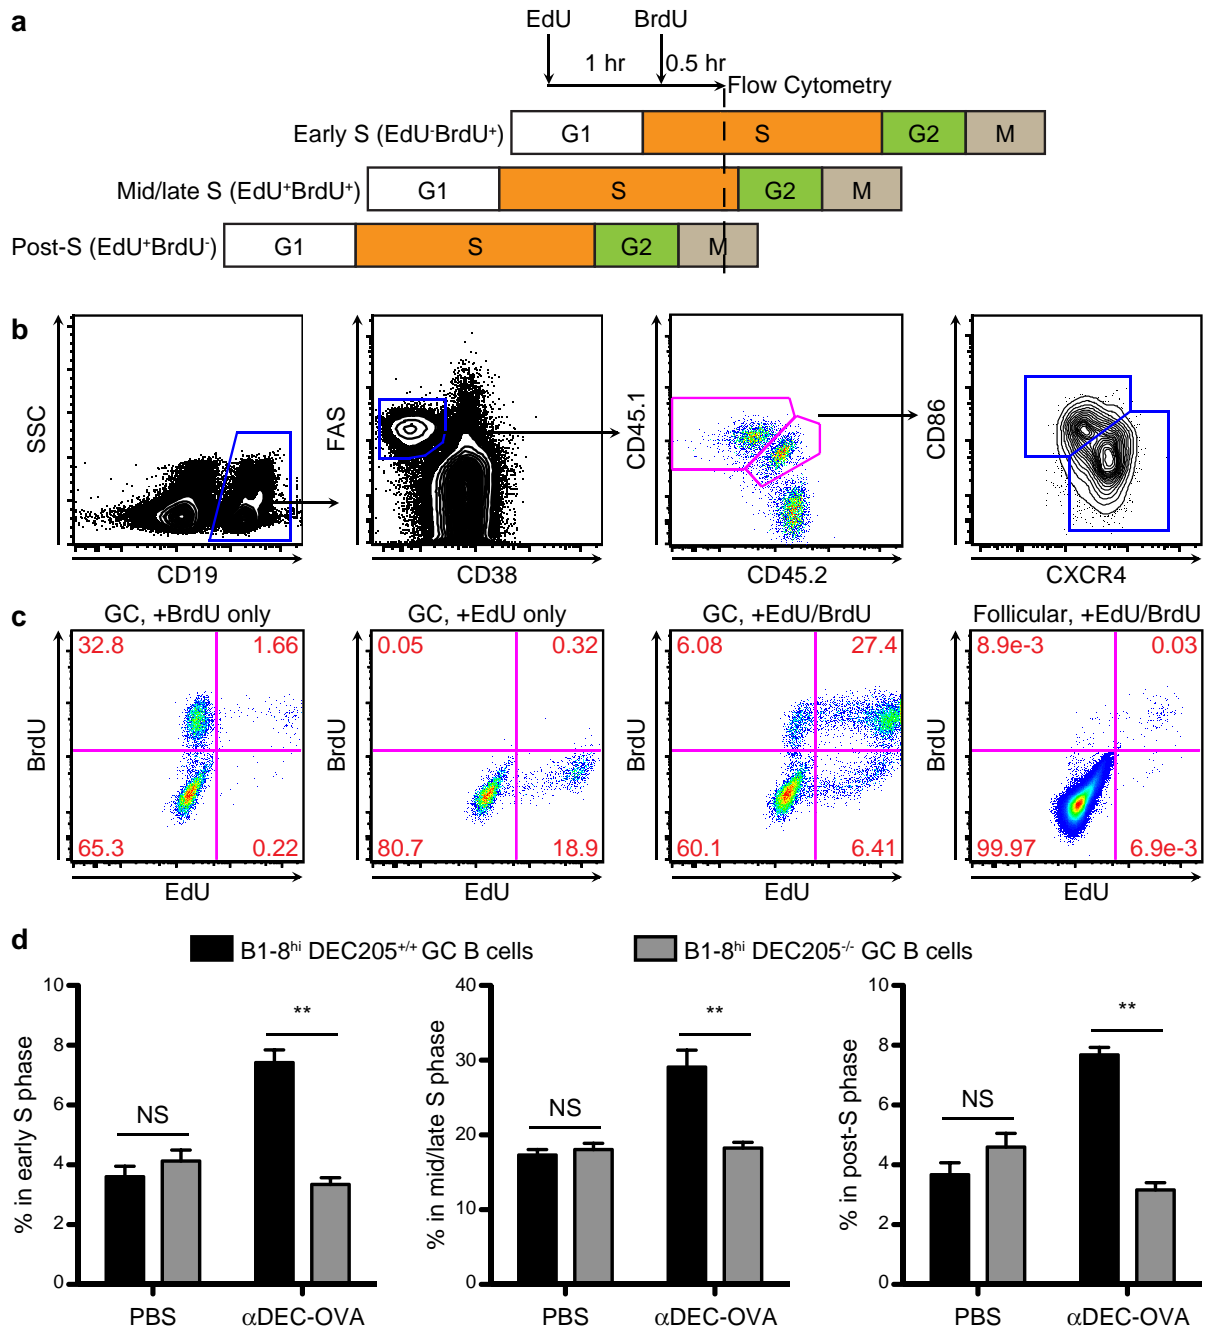 a
EdU
BrdU
1 hr
0.5 hr
Flow Cytometry
Early S (EdU⁻BrdU⁺)
G1
S
G2
M
Mid/late S (EdU⁺BrdU⁺)
G1
S
G2
M
Post-S (EdU⁺BrdU⁻)
G1
S
G2
M
b
SSC
CD19
FAS
CD38
CD45.1
CD45.2
CD86
CXCR4
c
GC, +BrdU only
32.8
1.66
65.3
0.22
BrdU
EdU
GC, +EdU only
0.05
0.32
80.7
18.9
BrdU
EdU
GC, +EdU/BrdU
6.08
27.4
60.1
6.41
BrdU
EdU
Follicular, +EdU/BrdU
8.9e-3
0.03
99.97
6.9e-3
BrdU
EdU
d
B1-8ʰⁱ DEC205⁺/⁺ GC B cells
B1-8ʰⁱ DEC205⁻/⁻ GC B cells
% in early S phase
10
8
6
4
2
0
NS
**
PBS
αDEC-OVA
% in mid/late S phase
40
30
20
10
0
NS
**
PBS
αDEC-OVA
% in post-S phase
10
8
6
4
2
0
NS
**
PBS
αDEC-OVA